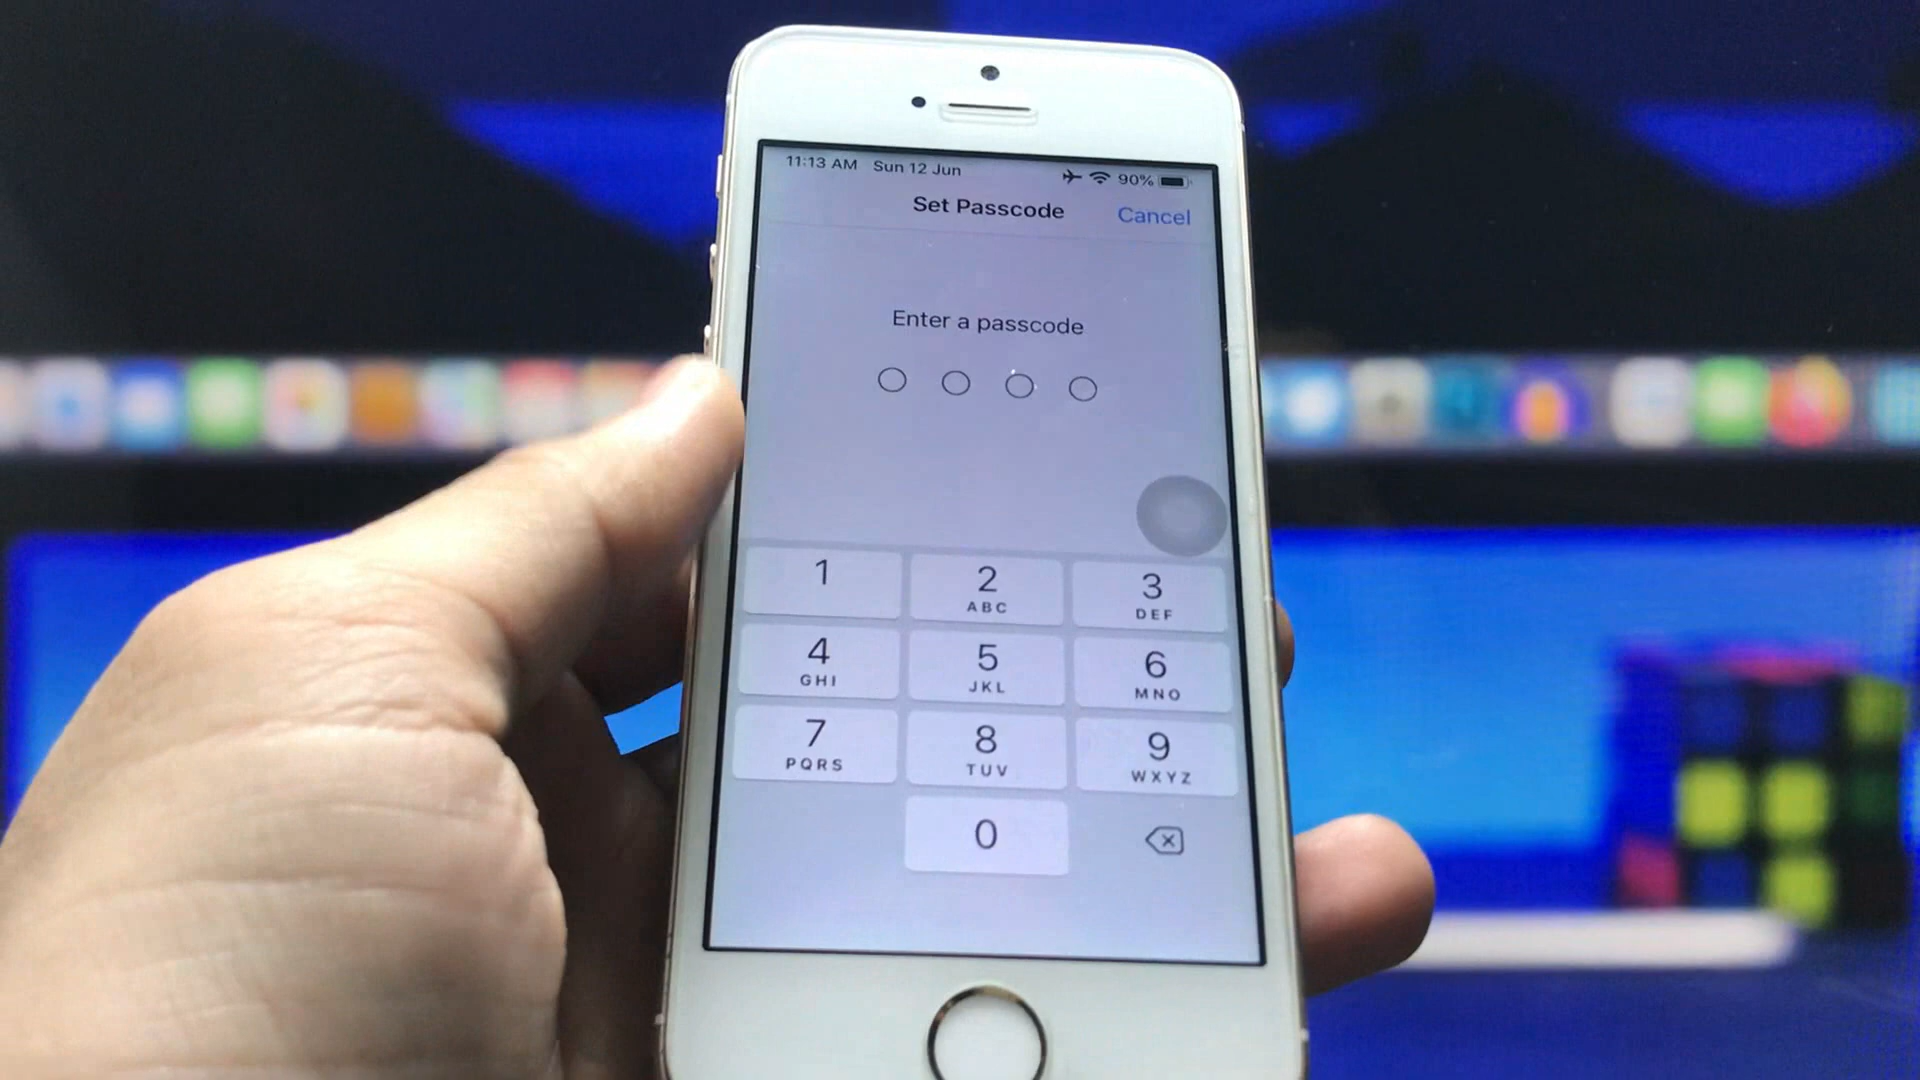 11:13 AM Sun 12 Jun 90%
Set Passcode Cancel
Enter a passcode
1 2 3
ABC DEF
4 5 6
GHI JKL MNO
7 8 9
PQRS TUV WXYZ
0